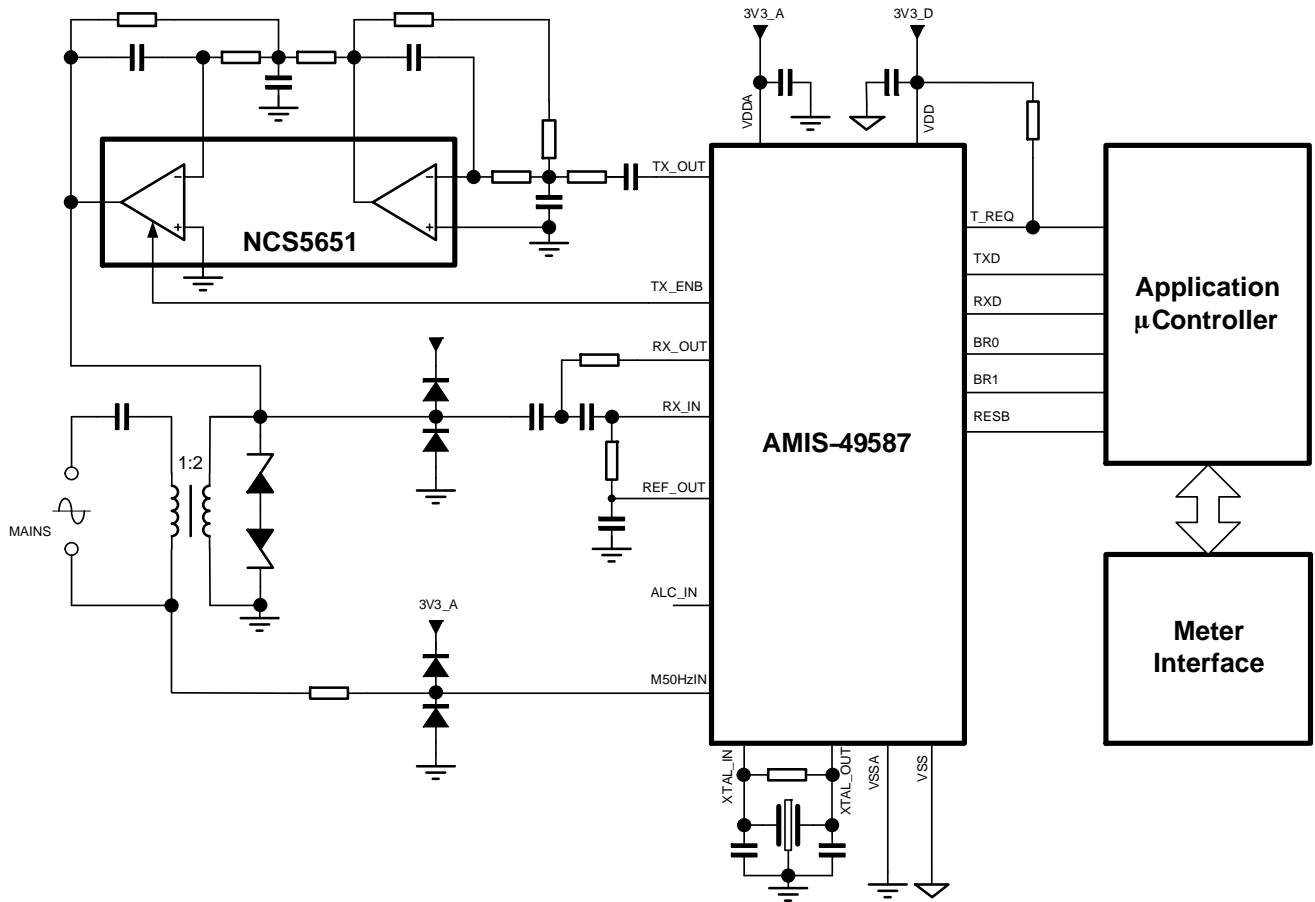 3V3_A
3V3_D
VDDA
VDD
TX_OUT
NCS5651
TX_ENB
T_REQ
TXD
RXD
BR0
BR1
RESB
Application
μController
RX_OUT
RX_IN
AMIS-49587
1:2
MAINS
REF_OUT
ALC_IN
3V3_A
M50HzIN
Meter
Interface
XTAL_IN
XTAL_OUT
VSSA
VSS